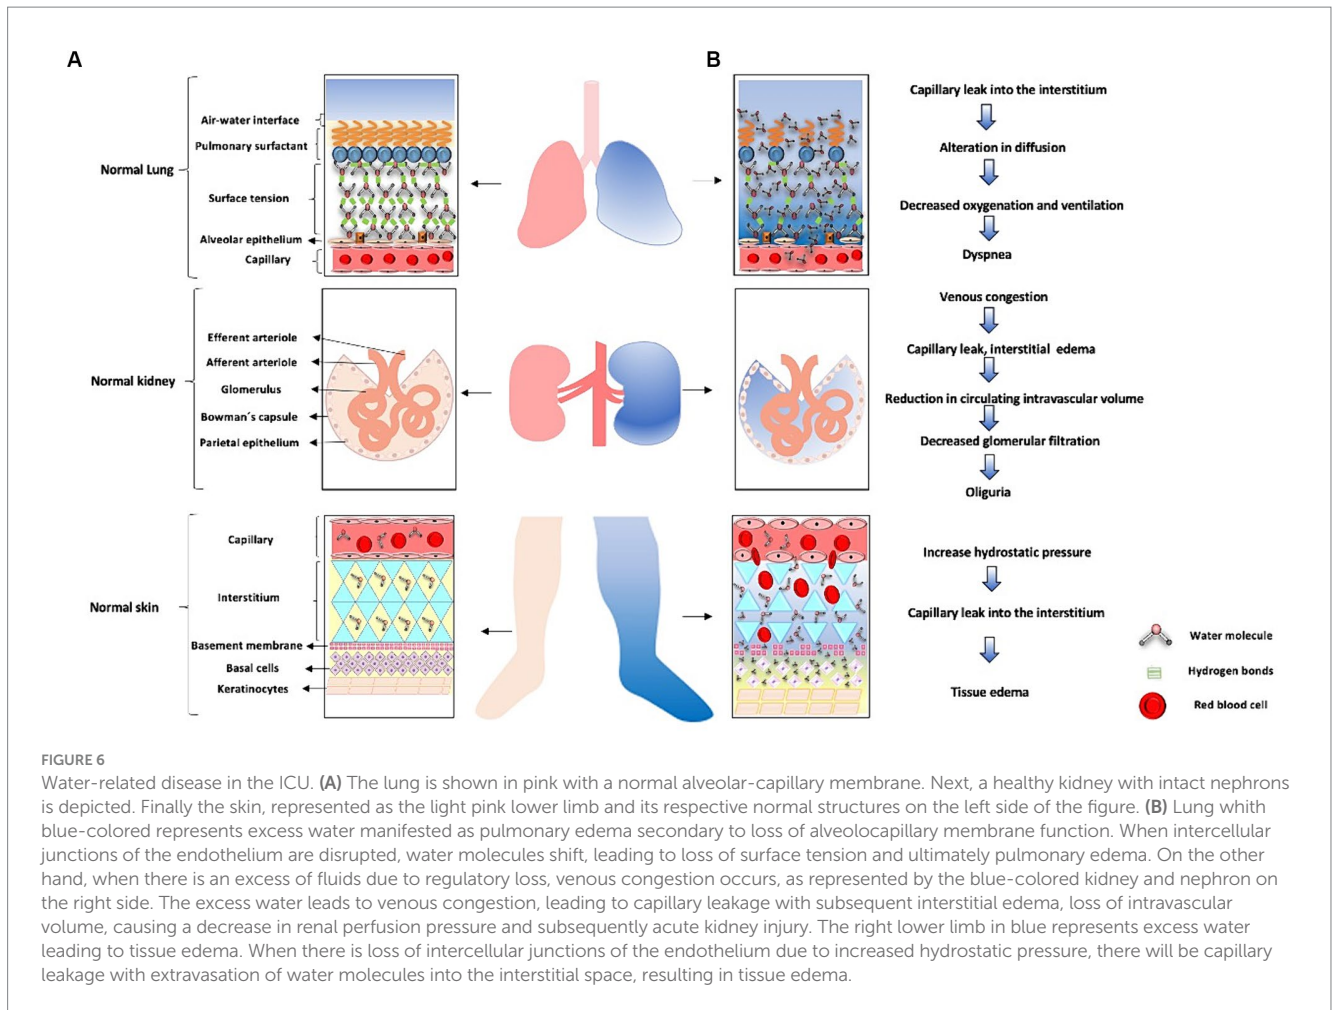 A
B
Normal Lung
Air-water interface
Pulmonary surfactant
Surface tension
Alveolar epithelium
Capillary
Capillary leak into the interstitium
Alteration in diffusion
Decreased oxygenation and ventilation
Dyspnea
Normal kidney
Efferent arteriole
Afferent arteriole
Glomerulus
Bowman´s capsule
Parietal epithelium
Venous congestion
Capillary leak, interstitial edema
Reduction in circulating intravascular volume
Decreased glomerular filtration
Oliguria
Normal skin
Capillary
Interstitium
Basement membrane
Basal cells
Keratinocytes
Increase hydrostatic pressure
Capillary leak into the interstitium
Tissue edema
Water molecule
Hydrogen bonds
Red blood cell
FIGURE 6
Water-related disease in the ICU. (A) The lung is shown in pink with a normal alveolar-capillary membrane. Next, a healthy kidney with intact nephrons
is depicted. Finally the skin, represented as the light pink lower limb and its respective normal structures on the left side of the figure. (B) Lung whith
blue-colored represents excess water manifested as pulmonary edema secondary to loss of alveolocapillary membrane function. When intercellular
junctions of the endothelium are disrupted, water molecules shift, leading to loss of surface tension and ultimately pulmonary edema. On the other
hand, when there is an excess of fluids due to regulatory loss, venous congestion occurs, as represented by the blue-colored kidney and nephron on
the right side. The excess water leads to venous congestion, leading to capillary leakage with subsequent interstitial edema, loss of intravascular
volume, causing a decrease in renal perfusion pressure and subsequently acute kidney injury. The right lower limb in blue represents excess water
leading to tissue edema. When there is loss of intercellular junctions of the endothelium due to increased hydrostatic pressure, there will be capillary
leakage with extravasation of water molecules into the interstitial space, resulting in tissue edema.